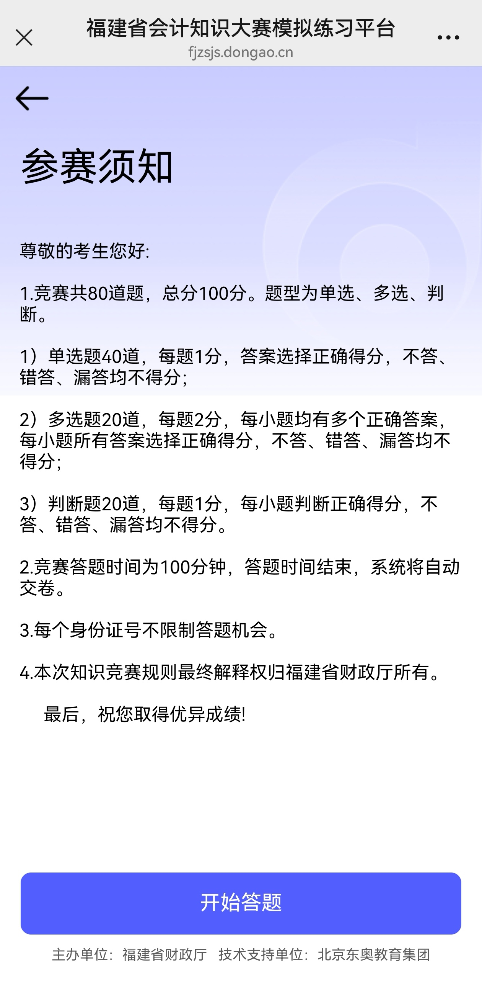 福建省会计知识大赛模拟练习平台
fjzsjs.dongao.cn
参赛须知
尊敬的考生您好:
1.竞赛共80道题，总分100分。题型为单选、多选、判
断。
1）单选题40道，每题1分，答案选择正确得分，不答、
错答、漏答均不得分；
2）多选题20道，每题2分，每小题均有多个正确答案，
每小题所有答案选择正确得分，不答、错答、漏答均不
得分；
3）判断题20道，每题1分，每小题判断正确得分，不
答、错答、漏答均不得分。
2.竞赛答题时间为100分钟，答题时间结束，系统将自动
交卷。
3.每个身份证号不限制答题机会。
4.本次知识竞赛规则最终解释权归福建省财政厅所有。
最后，祝您取得优异成绩!
开始答题
主办单位：福建省财政厅 技术支持单位：北京东奥教育集团